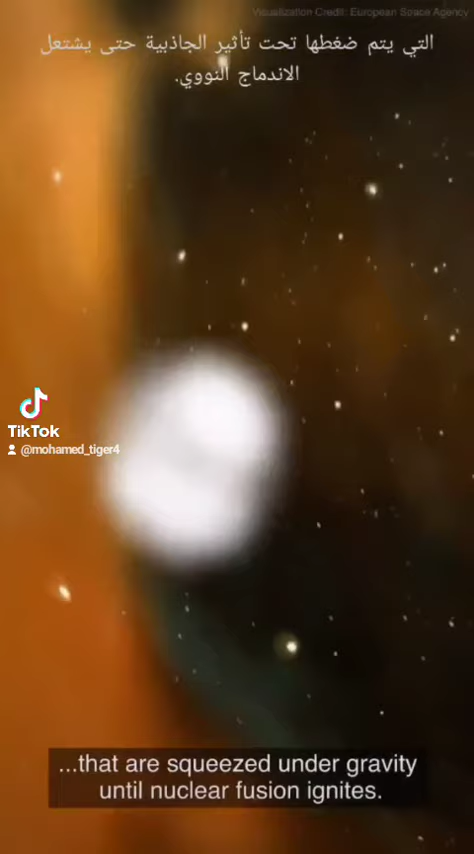 Visualization Credit: European Space Agency
التي يتم ضغطها تحت تأثير الجاذبية حتى يشتعل
الاندماج النووي.
TikTok
@mohamed_tiger4
...that are squeezed under gravity
until nuclear fusion ignites.